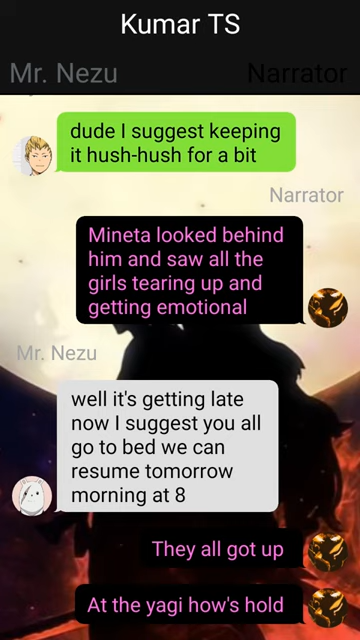 Kumar TS
Mr. Nezu
Narrator
dude I suggest keeping
it hush-hush for a bit
Narrator
Mineta looked behind
him and saw all the
girls tearing up and
getting emotional
Mr. Nezu
well it's getting late
now I suggest you all
go to bed we can
resume tomorrow
morning at 8
They all got up
At the yagi how's hold